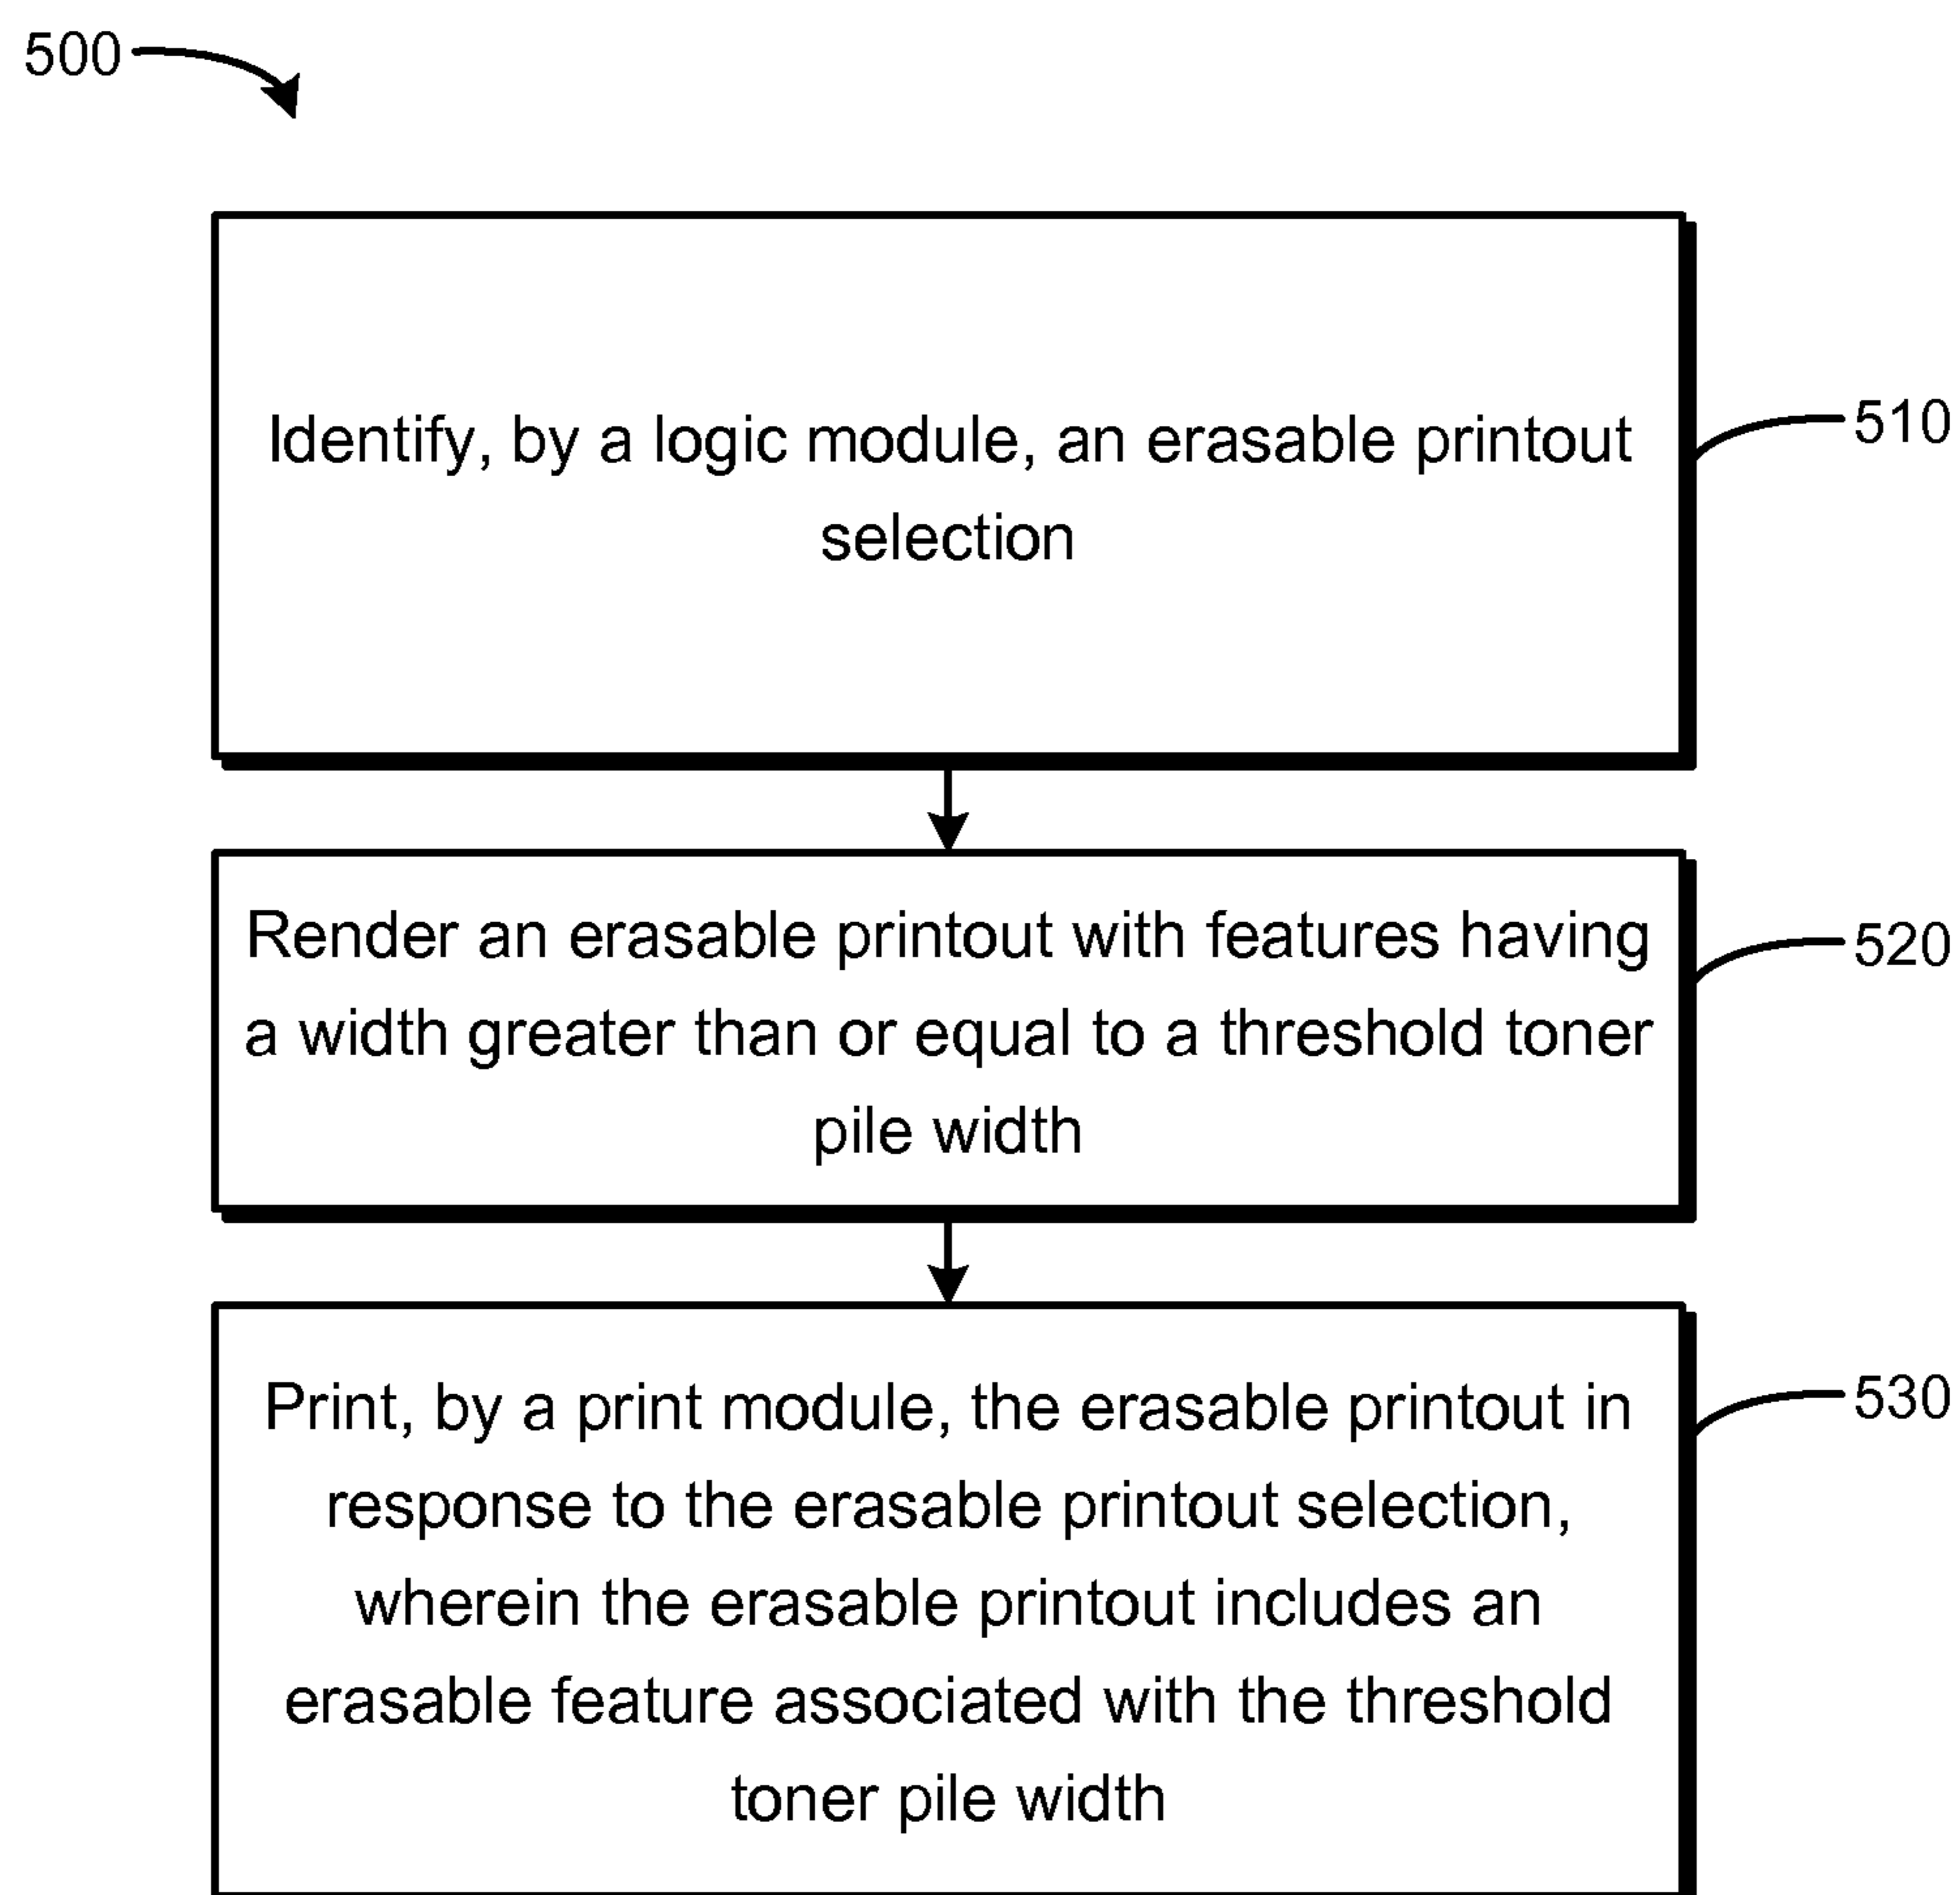 500
Identify, by a logic module, an erasable printout
selection
510
Render an erasable printout with features having
a width greater than or equal to a threshold toner
pile width
520
Print, by a print module, the erasable printout in
response to the erasable printout selection,
wherein the erasable printout includes an
erasable feature associated with the threshold
toner pile width
530